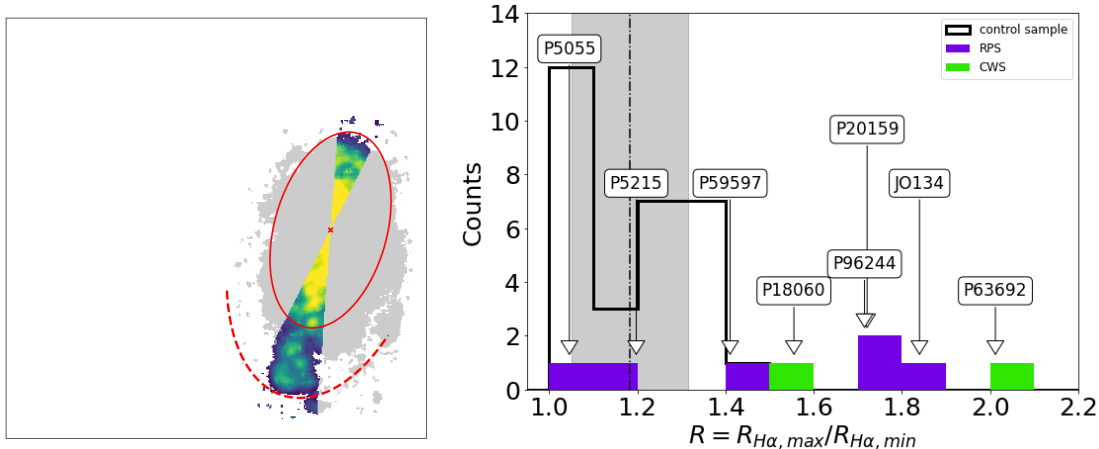 14
12
10
8
6
4
2
0
Counts
P5055
control sample
RPS
CWS
P20159
P5215
P59597
JO134
P96244
P18060
P63692
1.0 1.2 1.4 1.6 1.8 2.0 2.2
R = R_{Hα, max}/R_{Hα, min}